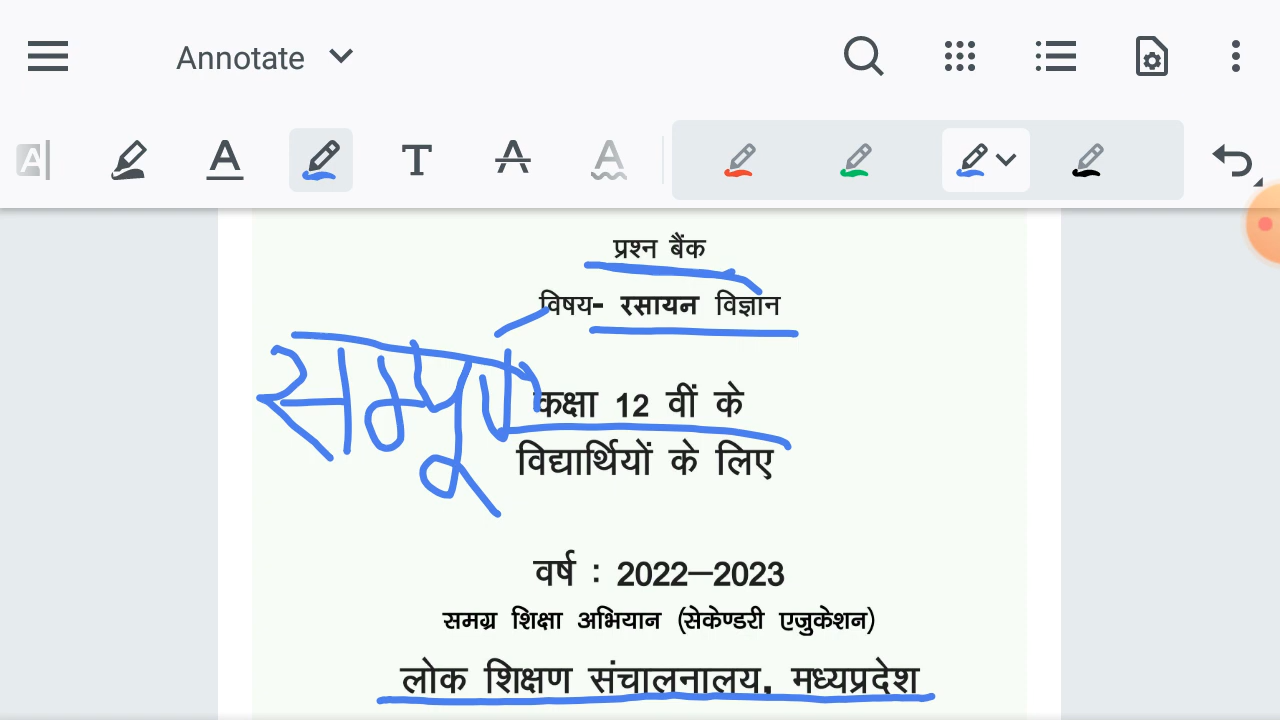 Annotate
A A T A A
प्रश्न बैंक
विषय- रसायन विज्ञान
सम्पूर्ण
कक्षा 12 वीं के
विद्यार्थियों के लिए
वर्ष : 2022–2023
समग्र शिक्षा अभियान (सेकेण्डरी एजुकेशन)
लोक शिक्षण संचालनालय, मध्यप्रदेश